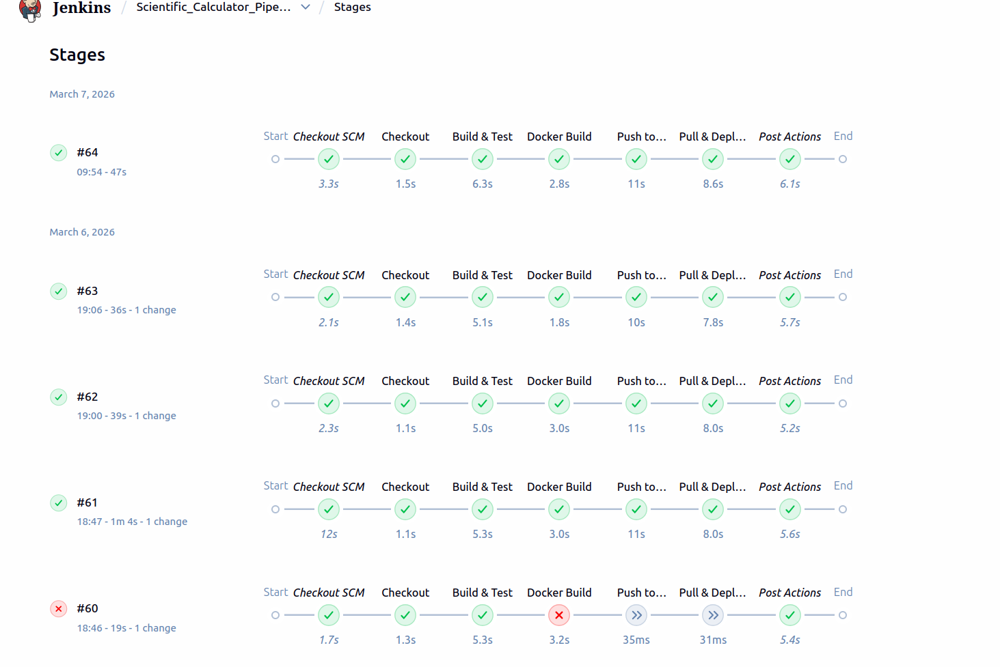 Jenkins / Scientific_Calculator_Pipe... / Stages
Stages
March 7, 2026
Start Checkout SCM Checkout Build & Test Docker Build Push to... Pull & Depl... Post Actions End
#64
09:54 - 47s
3.3s 1.5s 6.3s 2.8s 11s 8.6s 6.1s
March 6, 2026
Start Checkout SCM Checkout Build & Test Docker Build Push to... Pull & Depl... Post Actions End
#63
19:06 - 36s - 1 change
2.1s 1.4s 5.1s 1.8s 10s 7.8s 5.7s
Start Checkout SCM Checkout Build & Test Docker Build Push to... Pull & Depl... Post Actions End
#62
19:00 - 39s - 1 change
2.3s 1.1s 5.0s 3.0s 11s 8.0s 5.2s
Start Checkout SCM Checkout Build & Test Docker Build Push to... Pull & Depl... Post Actions End
#61
18:47 - 1m 4s - 1 change
12s 1.1s 5.3s 3.0s 11s 8.0s 5.6s
Start Checkout SCM Checkout Build & Test Docker Build Push to... Pull & Depl... Post Actions End
#60
18:46 - 19s - 1 change
1.7s 1.3s 5.3s 3.2s 35ms 31ms 5.4s